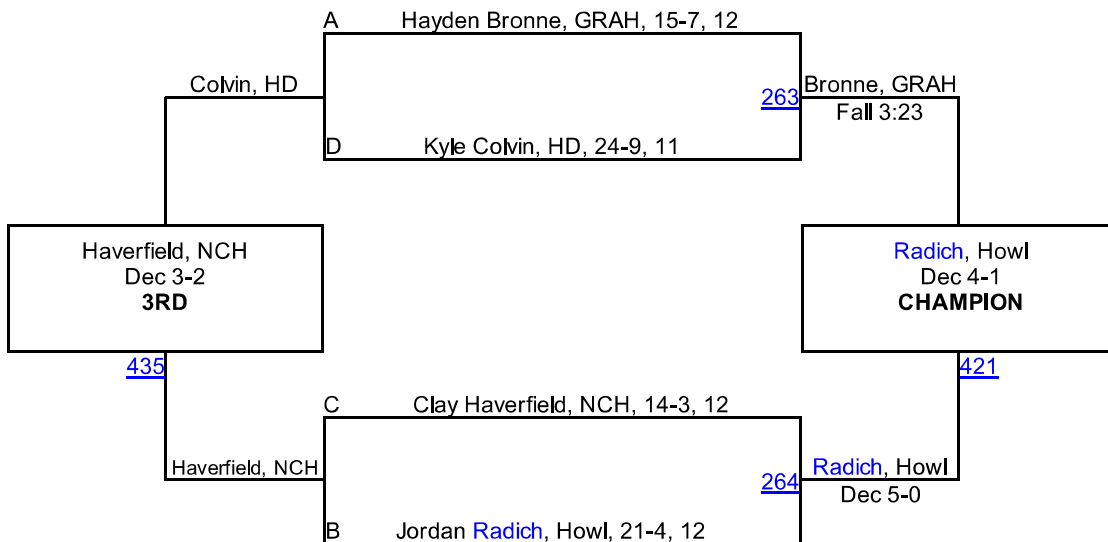 A Hayden Bronne, GRAH, 15-7, 12
Colvin, HD
263
Bronne, GRAH
Fall 3:23
D Kyle Colvin, HD, 24-9, 11
Haverfield, NCH
Dec 3-2
3RD
435
Radich, Howl
Dec 4-1
CHAMPION
421
C Clay Haverfield, NCH, 14-3, 12
Haverfield, NCH
264
Radich, Howl
Dec 5-0
B Jordan Radich, Howl, 21-4, 12